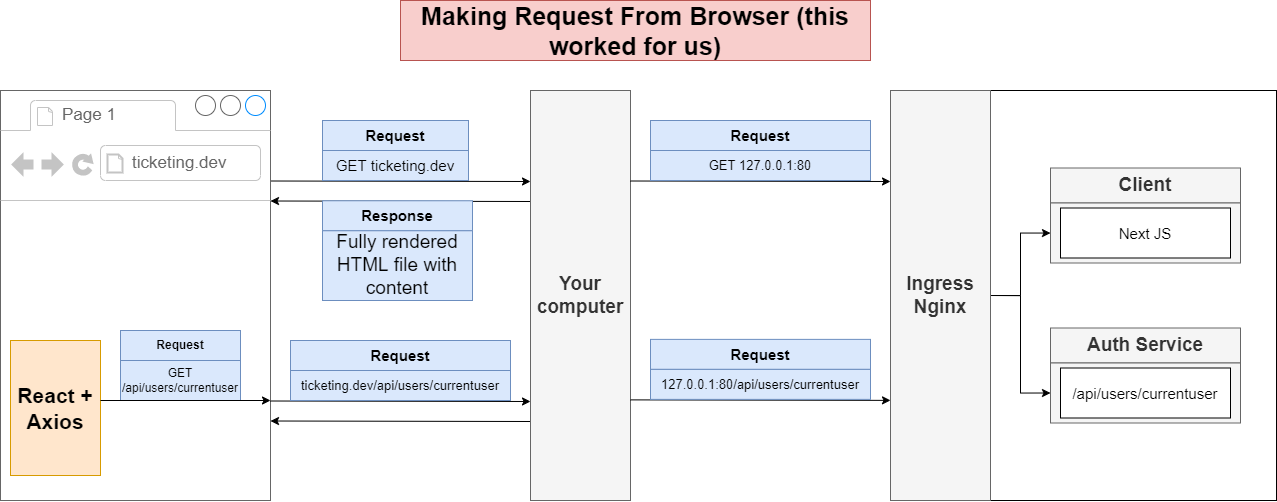 Making Request From Browser (this
worked for us)
Page 1
ticketing.dev
Request
GET ticketing.dev
Response
Fully rendered
HTML file with
content
Request
GET 127.0.0.1:80
Your
computer
Ingress
Nginx
Client
Next JS
Auth Service
/api/users/currentuser
React +
Axios
Request
GET
/api/users/currentuser
Request
ticketing.dev/api/users/currentuser
Request
127.0.0.1:80/api/users/currentuser